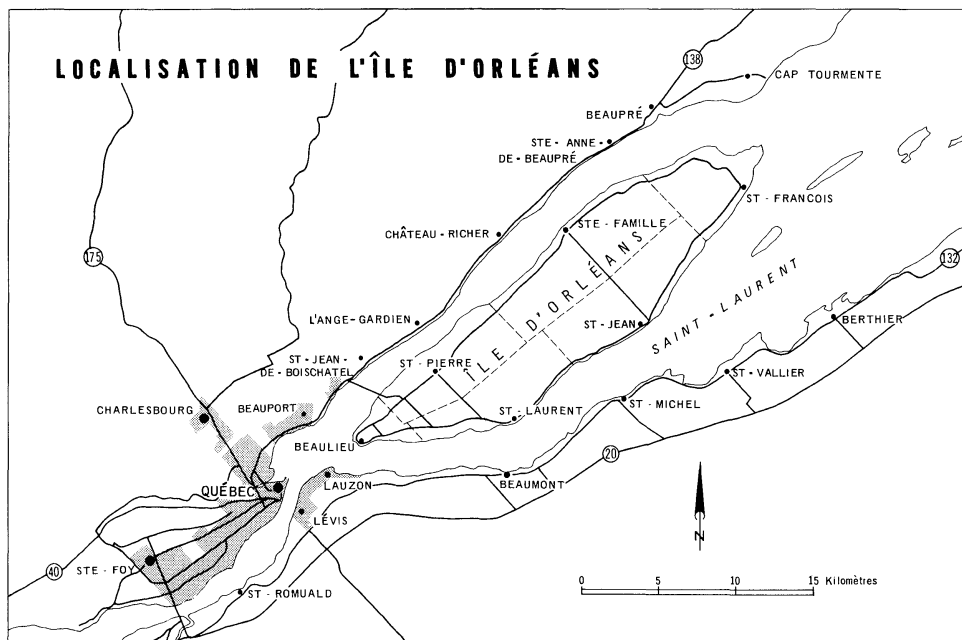 LOCALISATION DE L'ÎLE D'ORLÉANS
138
CAP TOURMENTE
BEAUPRÉ
STE - ANNE -
DE - BEAUPRÉ
ST - FRANCOIS
STE - FAMILLE
CHÂTEAU - RICHER
175
132
ÎLE D'ORLÉANS
SAINT - LAURENT
L'ANGE - GARDIEN
ST - JEAN
BERTHIER
ST - JEAN -
DE - BOISCHATEL
ST - PIERRE
ST - VALLIER
CHARLESBOURG
BEAUPORT
ST - MICHEL
ST - LAURENT
BEAULIEU
20
QUÉBEC
LAUZON
BEAUMONT
LÉVIS
N
40
STE - FOY
ST - ROMUALD
0 5 10 15 Kilomètres